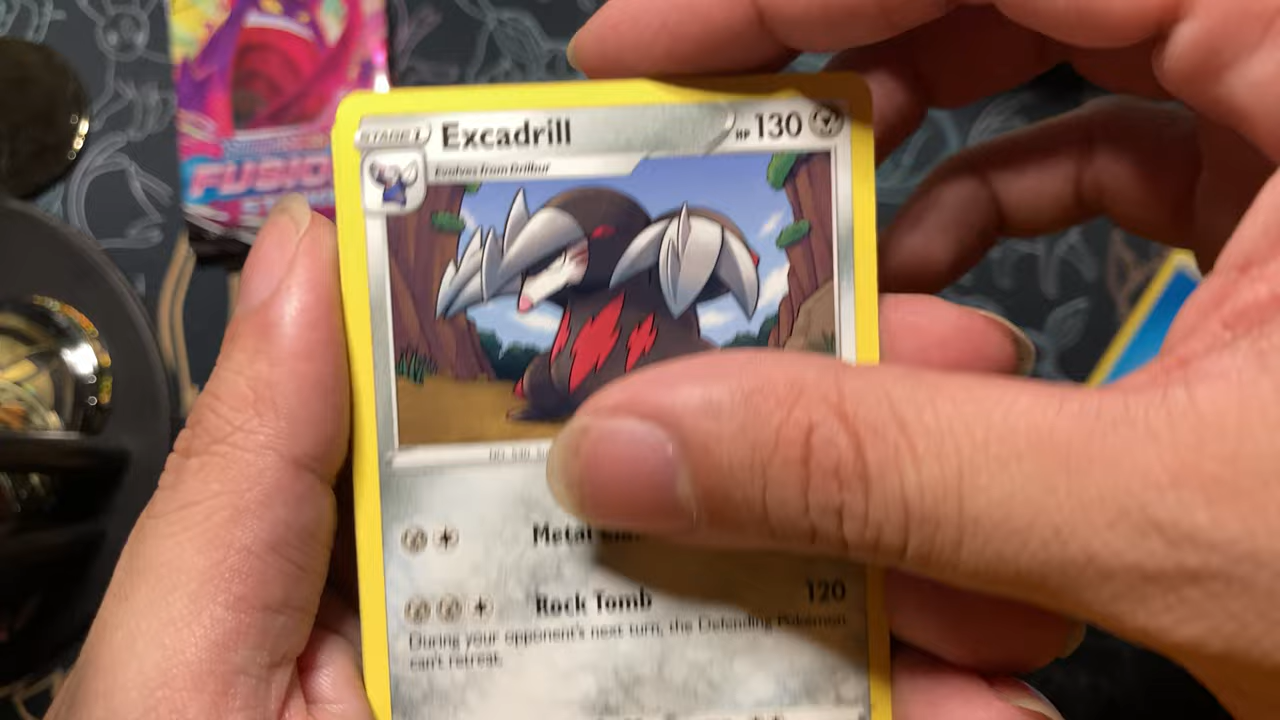 FUSIO
STAGE 1
Excadrill
HP 130
Evolves from Drilbur
Metal
Rock Tomb
120
During your opponent's next turn, the Defending Pokémon
can't retreat.